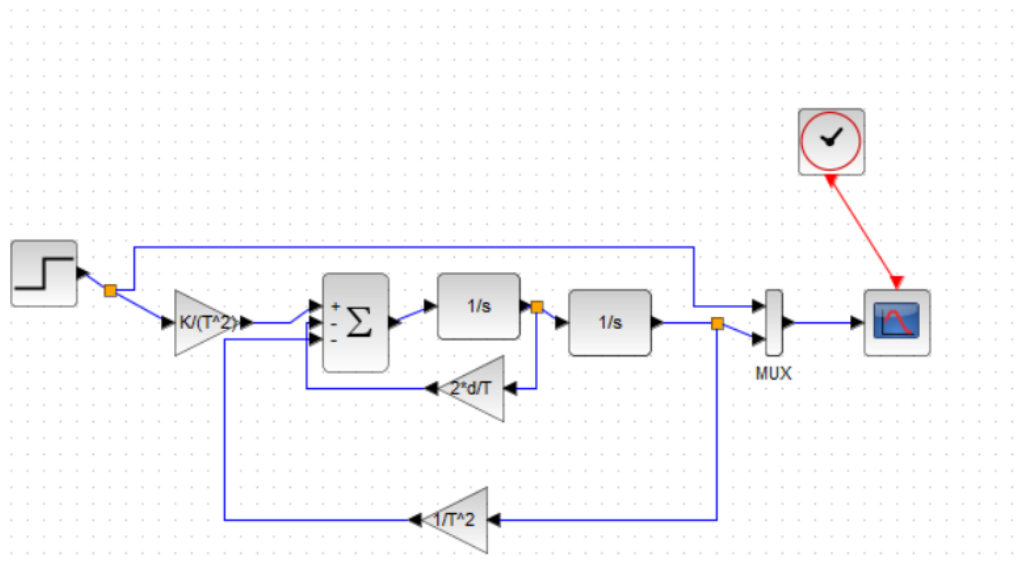 K/(T^2)
+
-
-
Σ
1/s
1/s
2*d/T
MUX
1/T^2